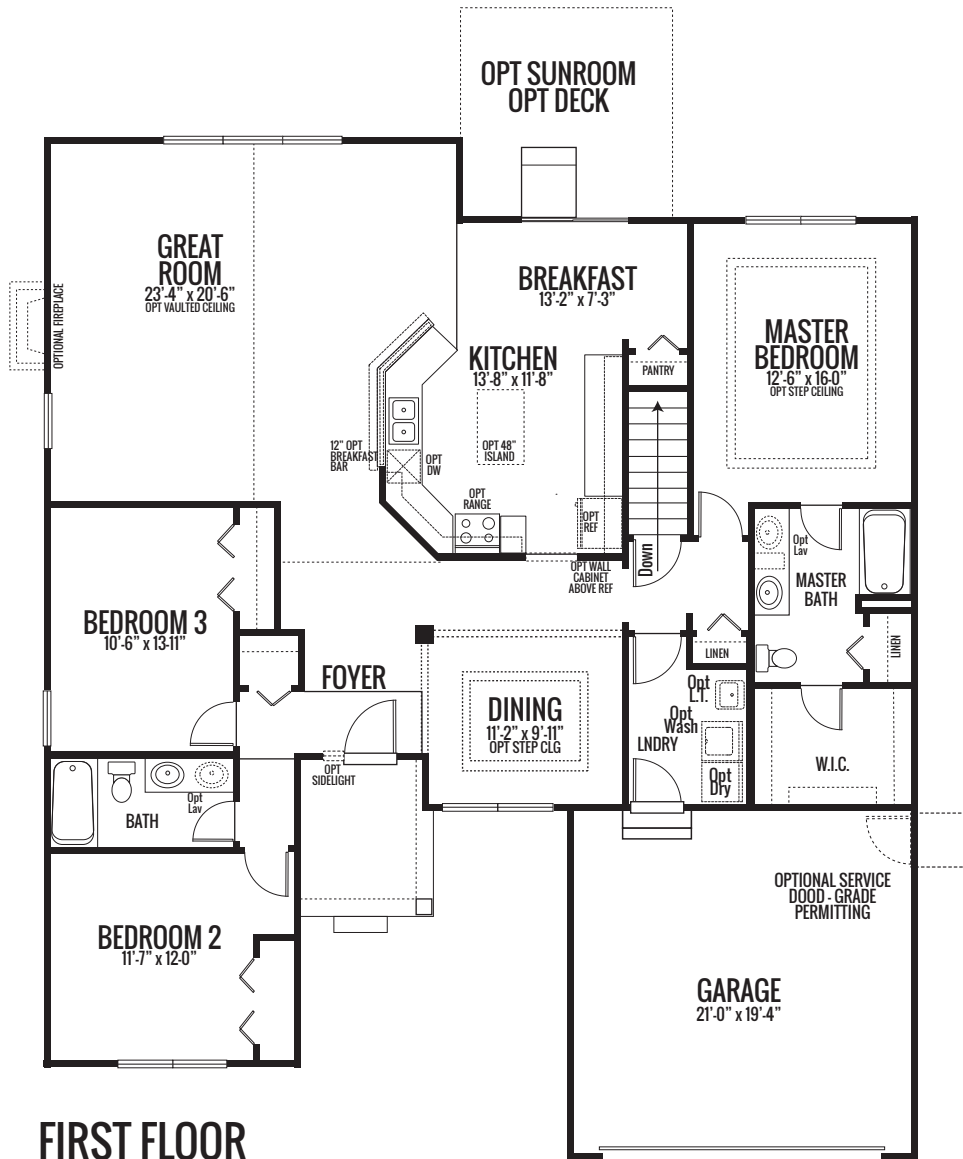 OPT SUNROOM
OPT DECK
GREAT
ROOM
23'-4" x 20'-6"
OPT VAULTED CEILING
OPTIONAL FIREPLACE
BREAKFAST
13'-2" x 7'-3"
KITCHEN
13'-8" x 11'-8"
PANTRY
MASTER
BEDROOM
12'-6" x 16-0"
OPT STEP CEILING
12" OPT
BREAKFAST
BAR
OPT
DW
OPT 48"
ISLAND
OPT
RANGE
OPT
REF
OPT WALL
CABINET
ABOVE REF
Down
Opt
Lav
MASTER
BATH
LINEN
LINEN
BEDROOM 3
10'-6" x 13-11"
FOYER
DINING
11'-2" x 9'-11"
OPT STEP CLG
Opt
L.T.
Opt
Wash
LNDRY
Opt
Dry
W.I.C.
OPT
SIDELIGHT
Opt
Lav
BATH
OPTIONAL SERVICE
DOOD - GRADE
PERMITTING
BEDROOM 2
11'-7" x 12-0"
GARAGE
21'-0" x 19'-4"
FIRST FLOOR